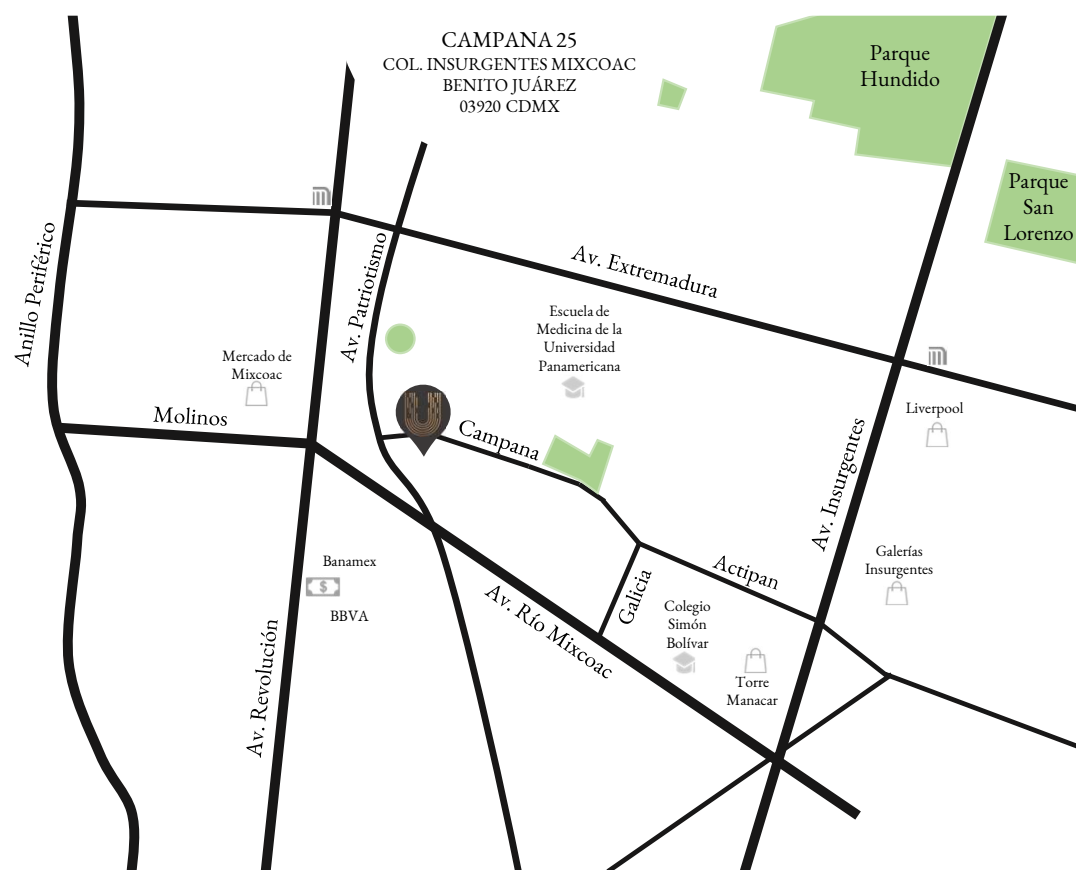 CAMPANA 25
COL. INSURGENTES MIXCOAC
BENITO JUÁREZ
03920 CDMX
Parque
Hundido
Parque
San
Lorenzo
Anillo Periférico
Av. Patriotismo
Av. Extremadura
Escuela de
Medicina de la
Universidad
Panamericana
Mercado de
Mixcoac
Molinos
U
Campana
Liverpool
Av. Insurgentes
Galerías
Insurgentes
Banamex
$
BBVA
Actipan
Galicia
Av. Río Mixcoac
Colegio
Simón
Bolívar
Torre
Manacar
Av. Revolución